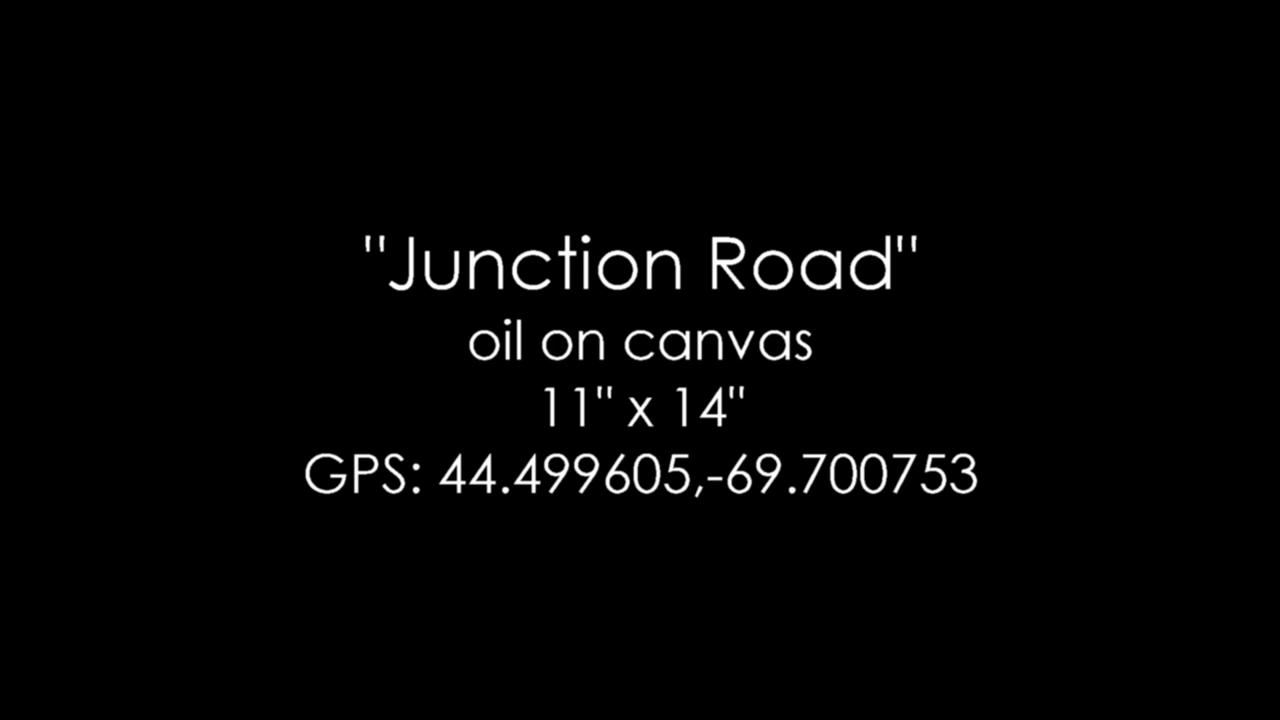 "Junction Road"
oil on canvas
11" x 14"
GPS: 44.499605,-69.700753